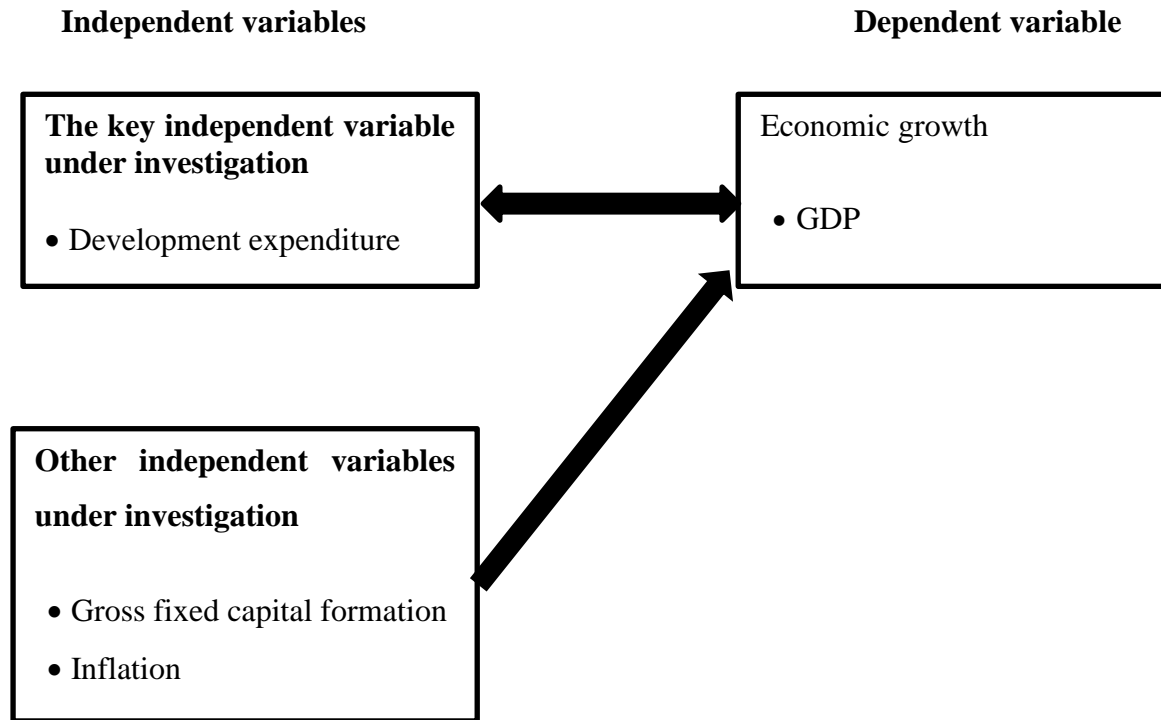 Independent variables
Dependent variable
The key independent variable
under investigation
• Development expenditure
Economic growth
• GDP
Other independent variables
under investigation
• Gross fixed capital formation
• Inflation